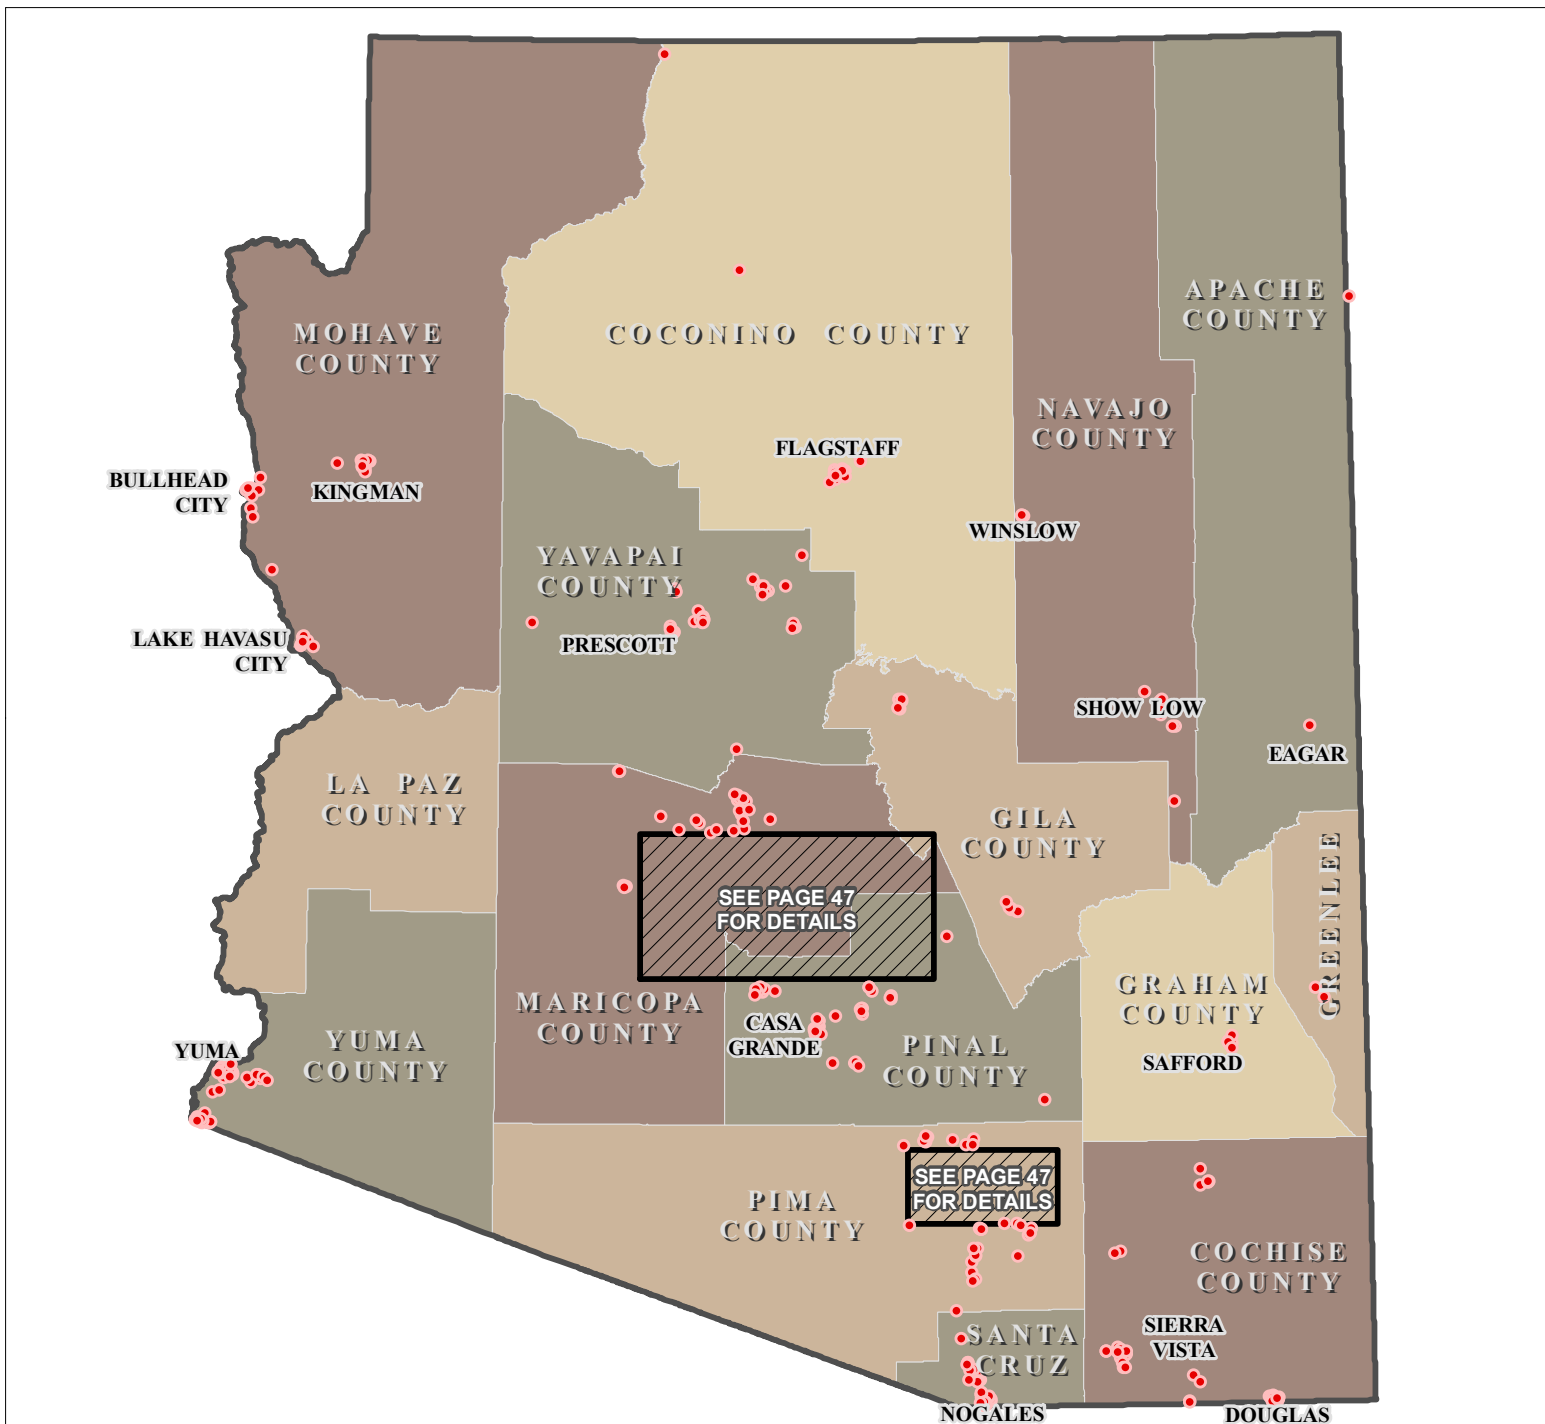 APACHE
COUNTY
MOHAVE
COUNTY
COCONINO COUNTY
NAVAJO
COUNTY
FLAGSTAFF
BULLHEAD
CITY
KINGMAN
WINSLOW
YAVAPAI
COUNTY
LAKE HAVASU
CITY
PRESCOTT
SHOW LOW
EAGAR
LA PAZ
COUNTY
GILA
COUNTY
GREENLEE
SEE PAGE 47
FOR DETAILS
MARICOPA
COUNTY
GRAHAM
COUNTY
CASA
GRANDE
YUMA
YUMA
COUNTY
PINAL
COUNTY
SAFFORD
SEE PAGE 47
FOR DETAILS
PIMA
COUNTY
COCHISE
COUNTY
SIERRA
VISTA
SANTA
CRUZ
NOGALES
DOUGLAS